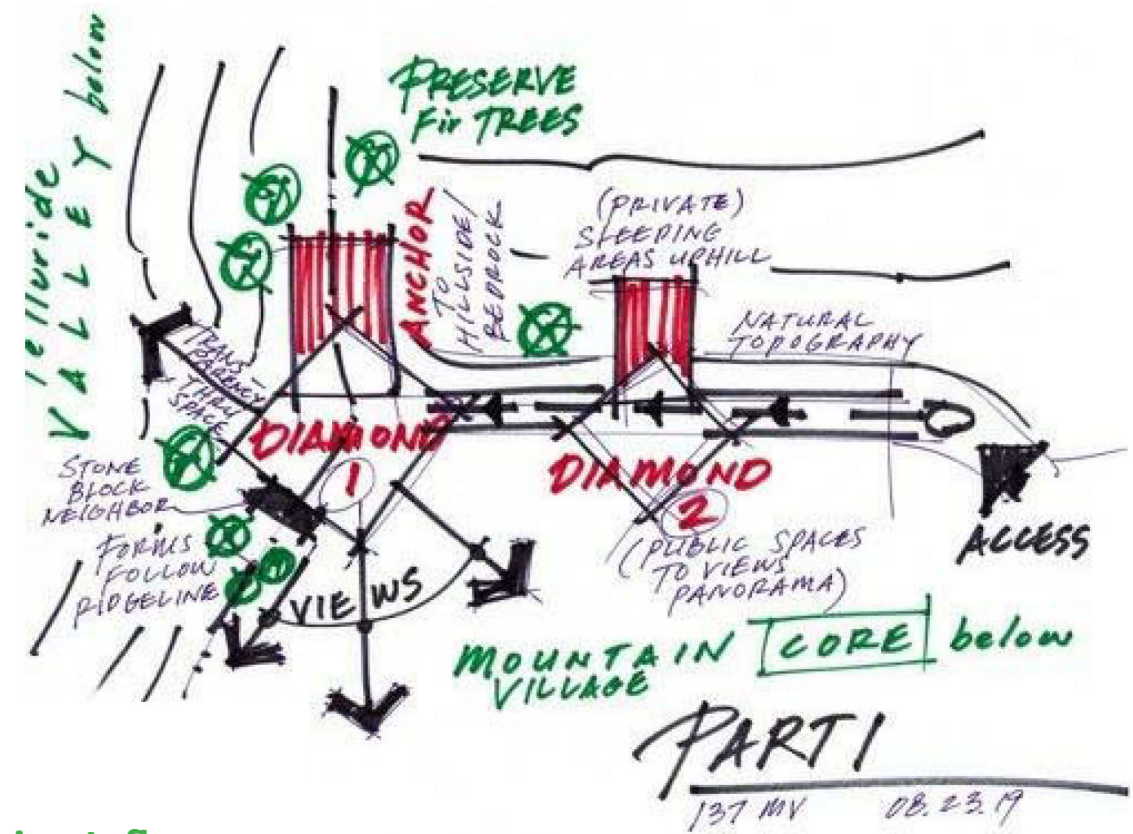 PRESERVE
Fir TREES
Telluride
VALLEY below
ANCHOR
TO
HILLSIDE/
BEDROCK
(PRIVATE)
SLEEPING
AREAS UPHILL
NATURAL
TOPOGRAPHY
TRANS
PARENCY
THRU
SPACE
DIAMOND
1
DIAMOND
2
STONE
BLOCK
NEIGHBOR
FORMS
FOLLOW
RIDGELINE
VIEWS
(PUBLIC SPACES
TO VIEWS
PANORAMA)
ACCESS
MOUNTAIN CORE below
VILLAGE
PARTI
137 MV 08.23.19